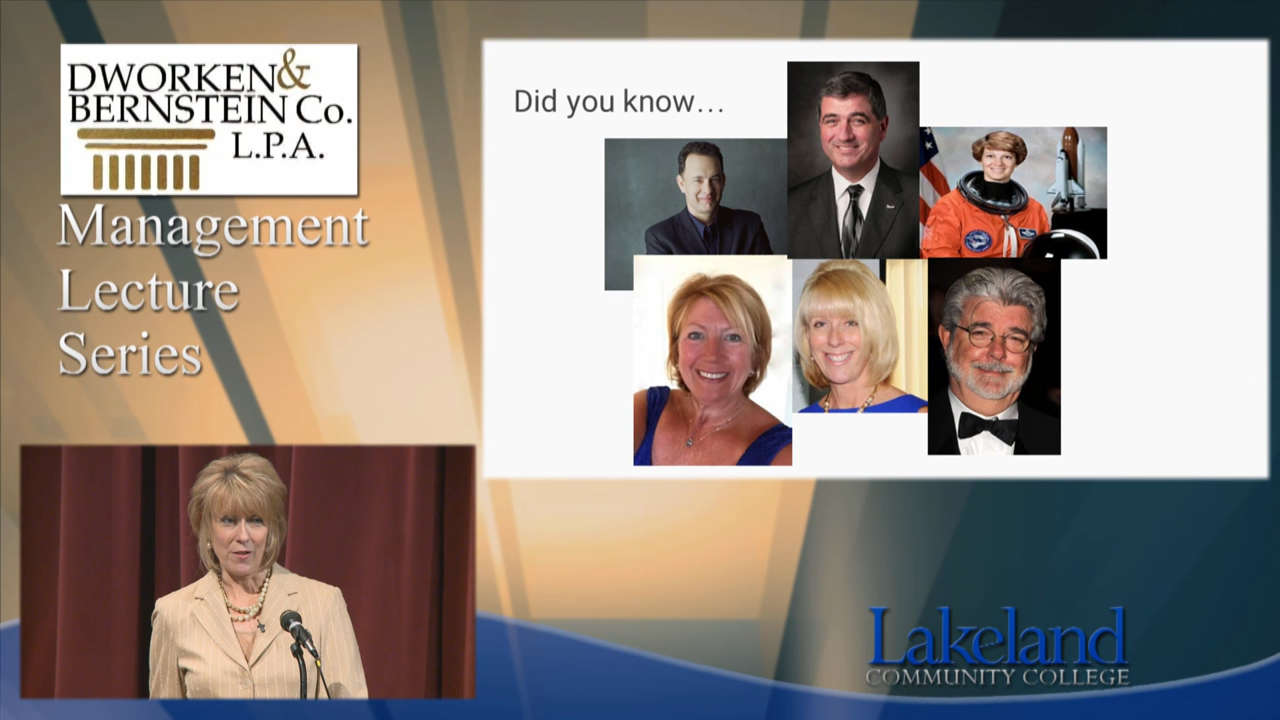 DWORKEN &
BERNSTEIN CO.
L.P.A.
Management
Lecture
Series
Did you know…
Lakeland
COMMUNITY COLLEGE